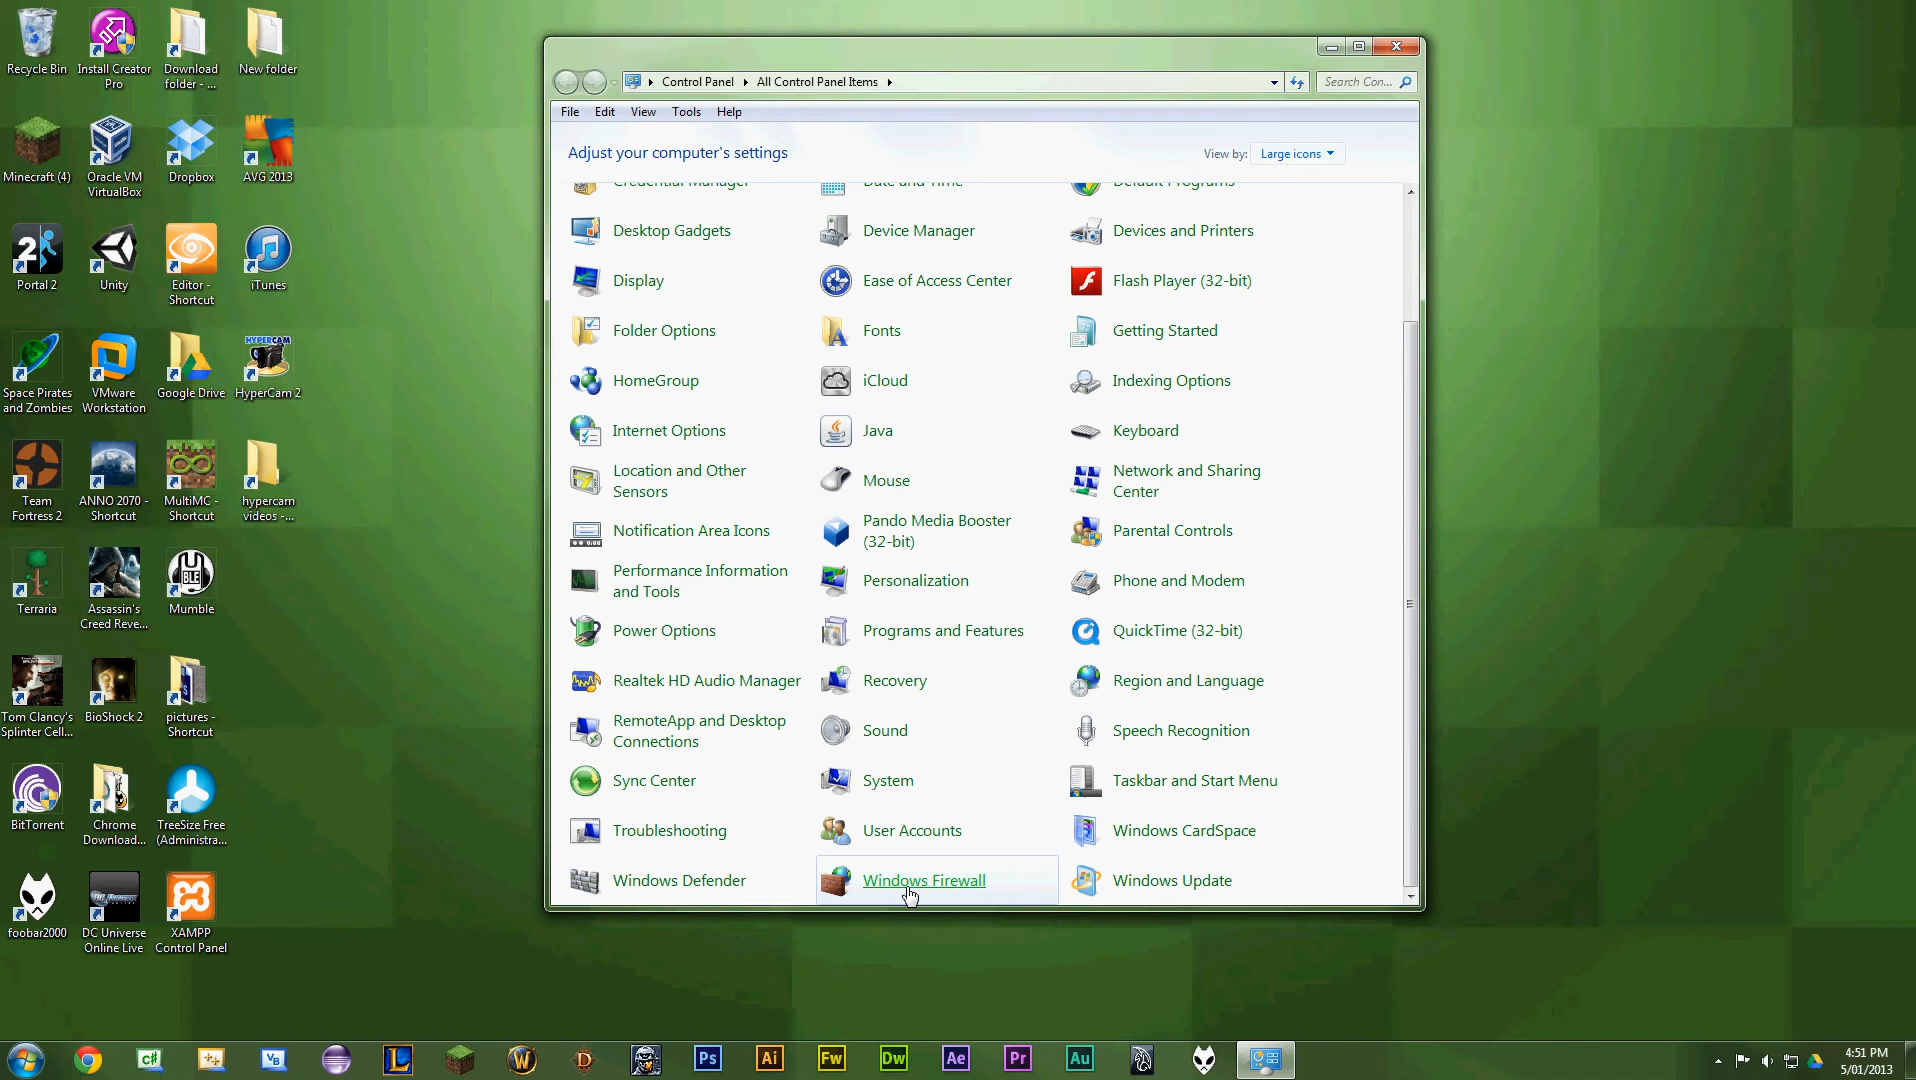 Recycle Bin
Install Creator
Pro
Download
folder - ...
New folder
Minecraft (4)
Oracle VM
VirtualBox
Dropbox
AVG 2013
Portal 2
Unity
Editor -
Shortcut
iTunes
Space Pirates
and Zombies
VMware
Workstation
Google Drive
HYPERCAM
HyperCam 2
Team
Fortress 2
ANNO 2070 -
Shortcut
MultiMC -
Shortcut
hypercam
videos -...
Terraria
Assassin's
Creed Reve...
Mumble
Tom Clancy's
Splinter Cell...
BioShock 2
pictures -
Shortcut
BitTorrent
Chrome
Download...
TreeSize Free
(Administra...
foobar2000
DC Universe
Online Live
XAMPP
Control Panel
Control Panel
All Control Panel Items
Search Con...
File Edit View Tools Help
Adjust your computer's settings
View by: Large icons
Credential Manager
Date and Time
Default Programs
Desktop Gadgets
Device Manager
Devices and Printers
Display
Ease of Access Center
Flash Player (32-bit)
Folder Options
Fonts
Getting Started
HomeGroup
iCloud
Indexing Options
Internet Options
Java
Keyboard
Location and Other
Sensors
Mouse
Network and Sharing
Center
Notification Area Icons
Pando Media Booster
(32-bit)
Parental Controls
Performance Information
and Tools
Personalization
Phone and Modem
Power Options
Programs and Features
QuickTime (32-bit)
Realtek HD Audio Manager
Recovery
Region and Language
RemoteApp and Desktop
Connections
Sound
Speech Recognition
Sync Center
System
Taskbar and Start Menu
Troubleshooting
User Accounts
Windows CardSpace
Windows Defender
Windows Firewall
Windows Update
C#
++
VB
L
W
D
Ps
Ai
Fw
Dw
Ae
Pr
Au
4:51 PM
5/01/2013